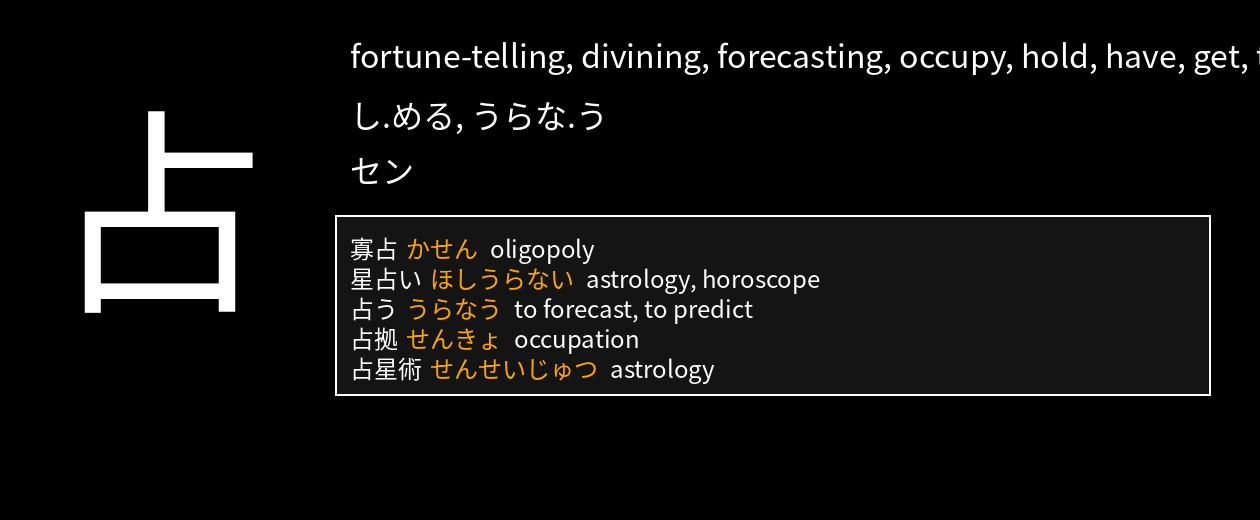 占
fortune-telling, divining, forecasting, occupy, hold, have, get,
し.める, うらな.う
セン
寡占 かせん oligopoly
星占い ほしうらない astrology, horoscope
占う うらなう to forecast, to predict
占拠 せんきょ occupation
占星術 せんせいじゅつ astrology